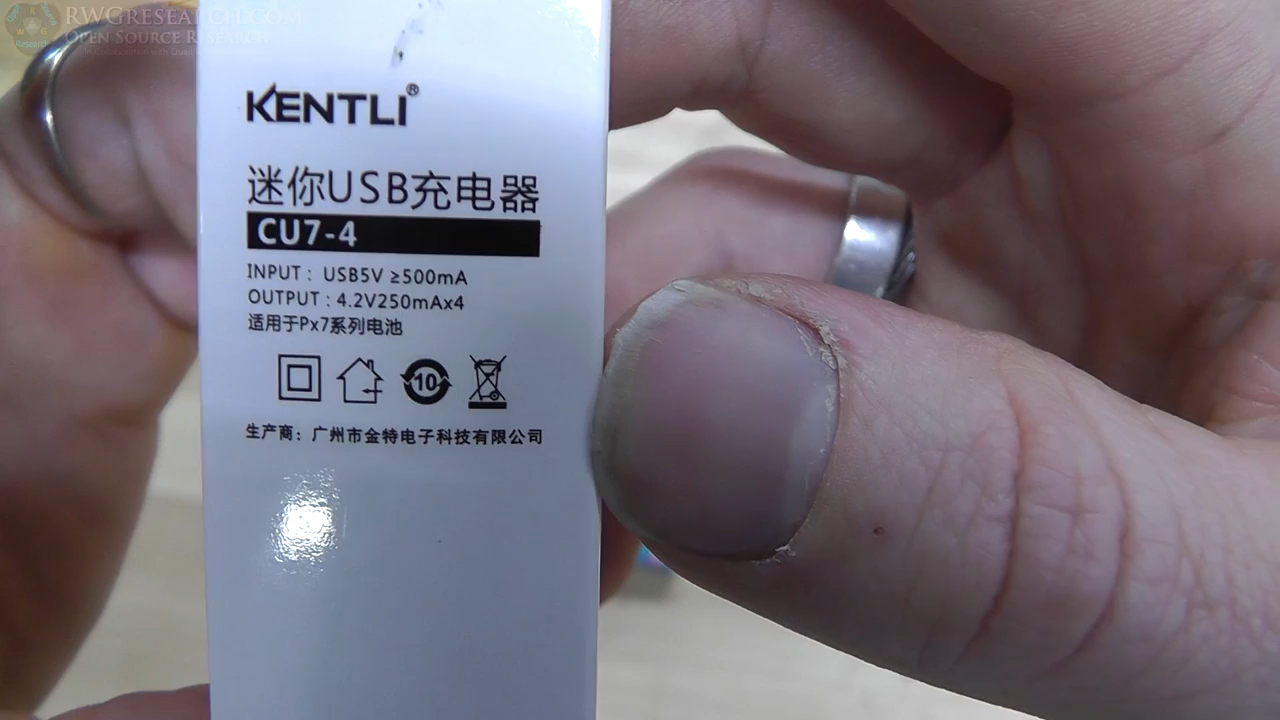 RWGRESEARCH.COM
OPEN SOURCE RESEARCH
KENTLI®
迷你USB充电器
CU7-4
INPUT : USB5V ≥500mA
OUTPUT : 4.2V250mAx4
适用于Px7系列电池
10
生产商：广州市金特电子科技有限公司